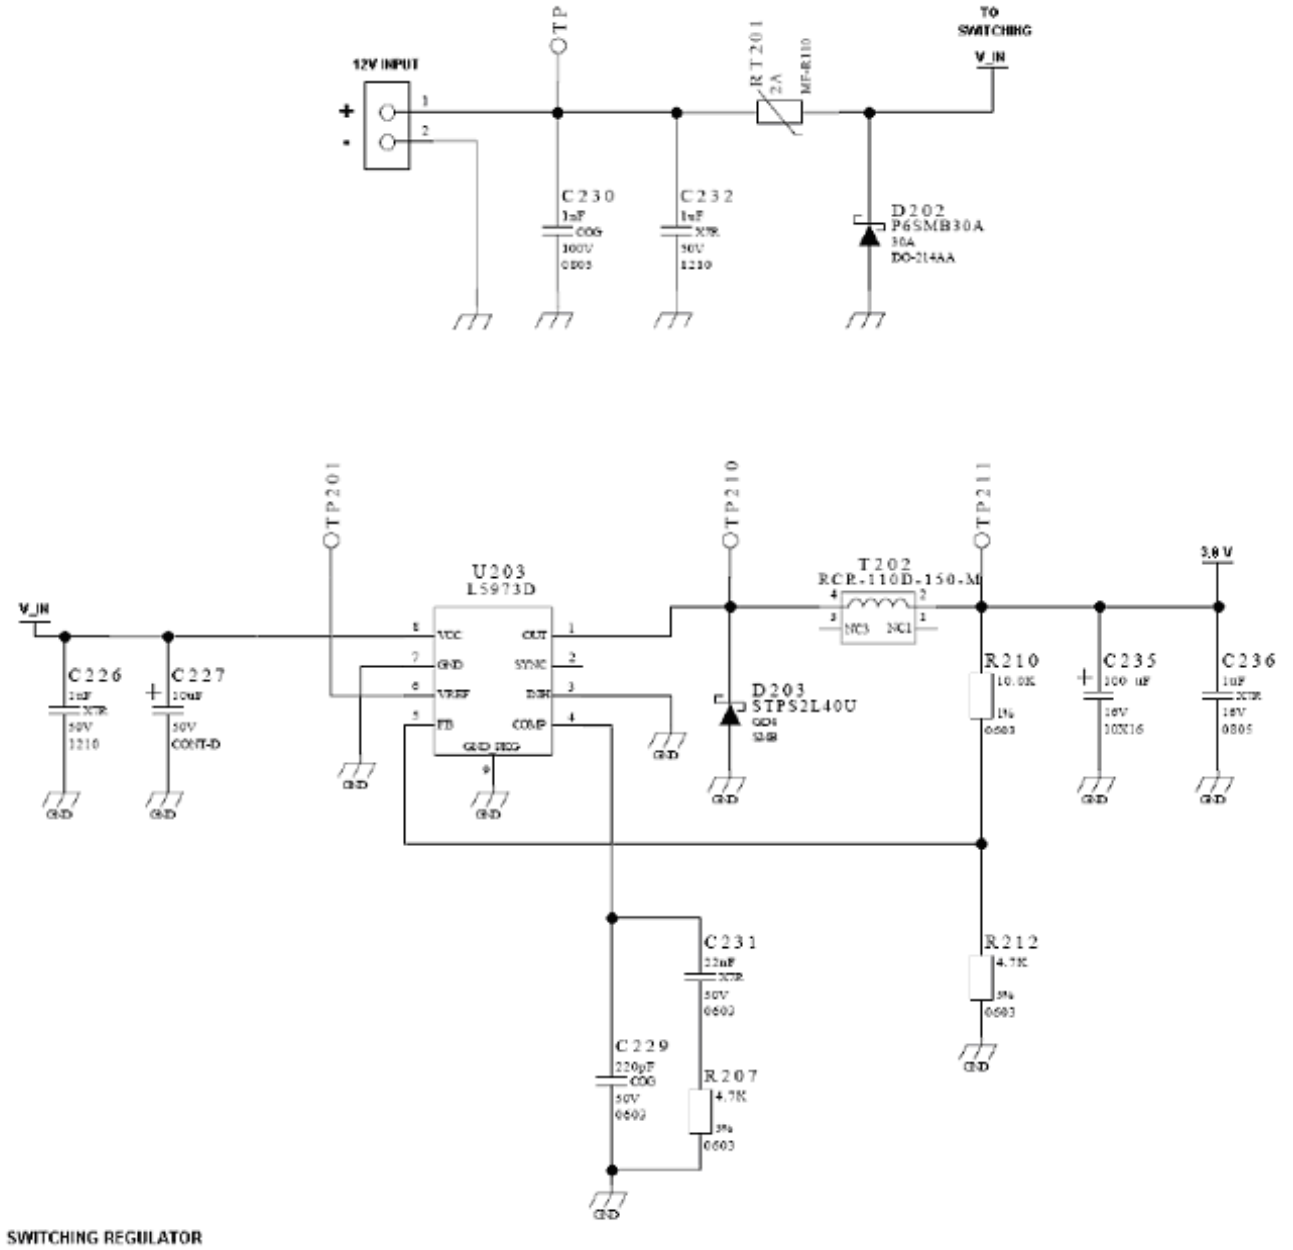 TO
SWITCHING
V_IN
TP
RT201
2A
MF-R110
12V INPUT
+
1
-
2
C230
1nF
COG
100V
0805
C232
1uF
X7R
50V
1210
D202
P6SMB30A
30A
DO-214AA
TP201
TP210
TP211
U203
L5973D
T202
RCR-110D-150-M
3.8 V
V_IN
8
VCC
OUT
1
7
GND
SYNC
2
6
VREF
INH
3
5
FB
COMP
4
GND_REG
9
4
2
3
NC3
NC1
1
C226
X7R
50V
1210
GND
C227
+
10uF
50V
CONT-D
GND
GND
GND
GND
D203
STPS2L40U
SMB
GND
R210
10.0K
1%
0603
C235
+
100 uF
16V
10X16
GND
C236
1uF
X7R
16V
0805
GND
C231
22nF
X7R
50V
0603
R212
4.7K
5%
0603
GND
C229
220pF
COG
50V
0603
R207
4.7K
5%
0603
GND
SWITCHING REGULATOR